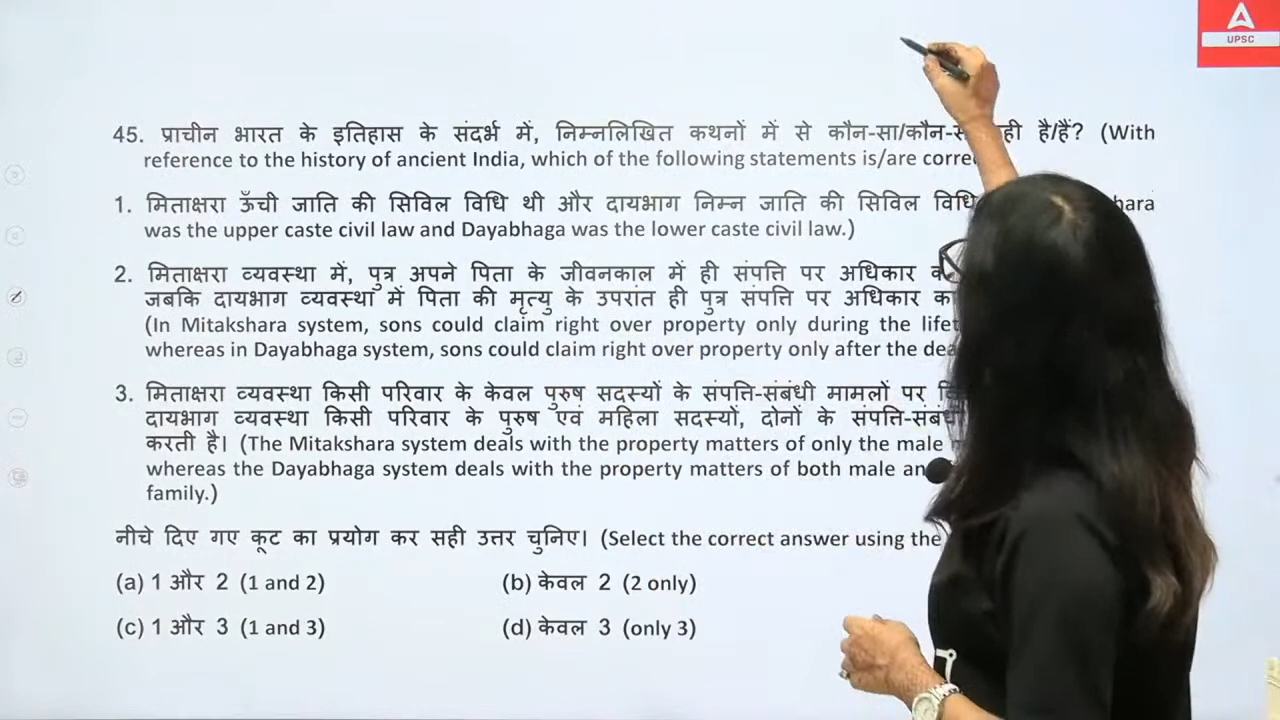 UPSC
45. प्राचीन भारत के इतिहास के संदर्भ में, निम्नलिखित कथनों में से कौन-सा/कौन-स ही है/हैं? (With
reference to the history of ancient India, which of the following statements is/are
1. मिताक्षरा ऊँची जाति की सिविल विधि थी और दायभाग निम्न जाति की सिविल विधि
was the upper caste civil law and Dayabhaga was the lower caste civil law.)
2. मिताक्षरा व्यवस्था में, पुत्र अपने पिता के जीवनकाल में ही संपत्ति पर अधिकार
जबकि दायभाग व्यवस्था में पिता की मृत्यु के उपरांत ही पुत्र संपत्ति पर अधिकार
(In Mitakshara system, sons could claim right over property only during the
whereas in Dayabhaga system, sons could claim right over property only after the
3. मिताक्षरा व्यवस्था किसी परिवार के केवल पुरुष सदस्यों के संपत्ति-संबंधी मामलों पर
दायभाग व्यवस्था किसी परिवार के पुरुष एवं महिला सदस्यों, दोनों के
करती है। (The Mitakshara system deals with the property matters of only the male
whereas the Dayabhaga system deals with the property matters of both male
family.)
नीचे दिए गए कूट का प्रयोग कर सही उत्तर चुनिए। (Select the correct answer using the
(a) 1 और 2 (1 and 2) (b) केवल 2 (2 only)
(c) 1 और 3 (1 and 3) (d) केवल 3 (only 3)